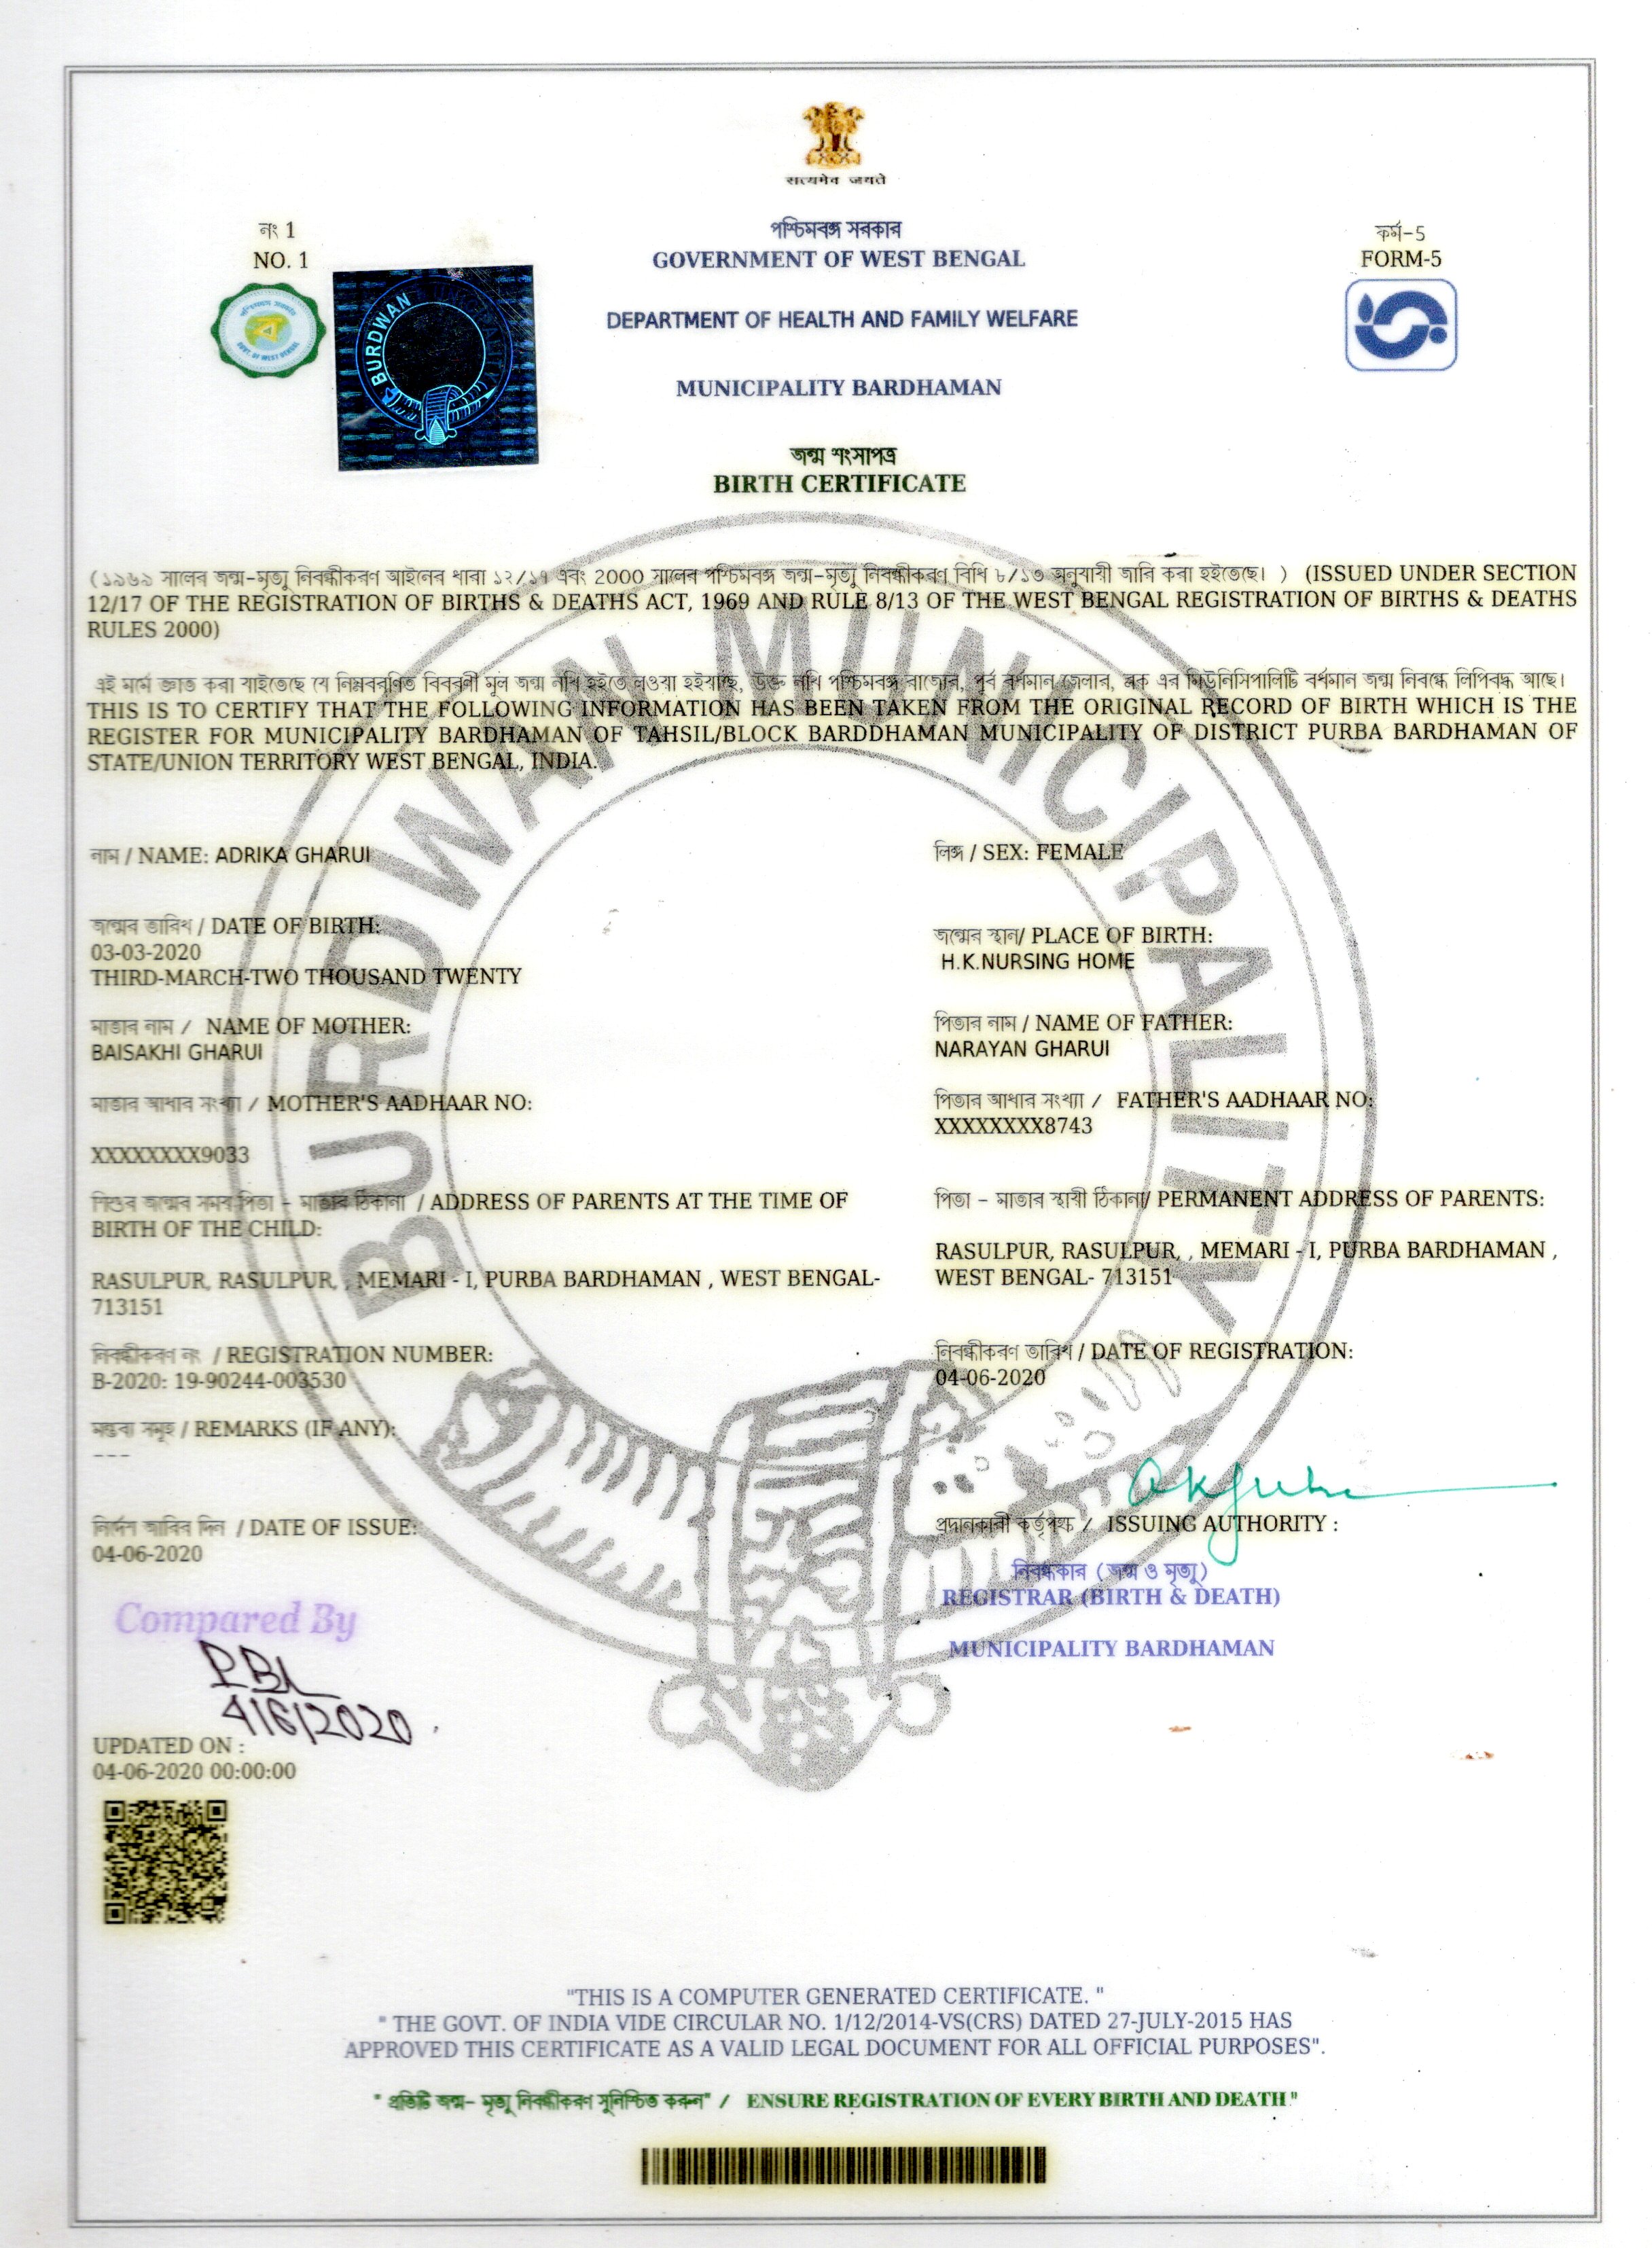 सत्यमेव जयते
নং 1
NO. 1
পশ্চিমবঙ্গ সরকার
GOVERNMENT OF WEST BENGAL
ফর্ম-5
FORM-5
GOVT. OF WEST BENGAL
BURDWAN MUNICIPALITY
DEPARTMENT OF HEALTH AND FAMILY WELFARE
MUNICIPALITY BARDHAMAN
জন্ম শংসাপত্র
BIRTH CERTIFICATE
BURDWAN MUNICIPALITY
(১৯৬৯ সালের জন্ম-মৃত্যু নিবন্ধীকরণ আইনের ধারা ১২/১৭ এবং 2000 সালের পশ্চিমবঙ্গ জন্ম-মৃত্যু নিবন্ধীকরণ বিধি ৮/১৩ অনুযায়ী জারি করা হইতেছে। ) (ISSUED UNDER SECTION
12/17 OF THE REGISTRATION OF BIRTHS & DEATHS ACT, 1969 AND RULE 8/13 OF THE WEST BENGAL REGISTRATION OF BIRTHS & DEATHS
RULES 2000)
এই মর্মে জ্ঞাত করা যাইতেছে যে নিম্নবর্ণিত বিবরণী মূল জন্ম নথি হইতে লওয়া হইয়াছে, উক্ত নথি পশ্চিমবঙ্গ রাজ্যের, পূর্ব বর্ধমান জেলার, ব্লক এর মিউনিসিপালিটি বর্ধমান জন্ম নিবন্ধে লিপিবদ্ধ আছে।
THIS IS TO CERTIFY THAT THE FOLLOWING INFORMATION HAS BEEN TAKEN FROM THE ORIGINAL RECORD OF BIRTH WHICH IS THE
REGISTER FOR MUNICIPALITY BARDHAMAN OF TAHSIL/BLOCK BARDDHAMAN MUNICIPALITY OF DISTRICT PURBA BARDHAMAN OF
STATE/UNION TERRITORY WEST BENGAL, INDIA.
নাম / NAME: ADRIKA GHARUI
লিঙ্গ / SEX: FEMALE
জন্মের তারিখ / DATE OF BIRTH:
03-03-2020
THIRD-MARCH-TWO THOUSAND TWENTY
জন্মের স্থান/ PLACE OF BIRTH:
H.K.NURSING HOME
মাতার নাম / NAME OF MOTHER:
BAISAKHI GHARUI
পিতার নাম / NAME OF FATHER:
NARAYAN GHARUI
মাতার আধার সংখ্যা / MOTHER'S AADHAAR NO:
XXXXXXXX9033
পিতার আধার সংখ্যা / FATHER'S AADHAAR NO:
XXXXXXXX8743
শিশুর জন্মের সময় পিতা - মাতার ঠিকানা / ADDRESS OF PARENTS AT THE TIME OF
BIRTH OF THE CHILD:
RASULPUR, RASULPUR, , MEMARI - I, PURBA BARDHAMAN , WEST BENGAL-
713151
পিতা - মাতার স্থায়ী ঠিকানা/ PERMANENT ADDRESS OF PARENTS:
RASULPUR, RASULPUR, , MEMARI - I, PURBA BARDHAMAN ,
WEST BENGAL- 713151
নিবন্ধীকরণ নং / REGISTRATION NUMBER:
B-2020: 19-90244-003530
নিবন্ধীকরণ তারিখ / DATE OF REGISTRATION:
04-06-2020
মন্তব্য সমূহ / REMARKS (IF ANY):
---
নির্দেশ জারির দিন / DATE OF ISSUE:
04-06-2020
প্রদানকারী কর্তৃপক্ষ / ISSUING AUTHORITY :
নিবন্ধকার (জন্ম ও মৃত্যু)
REGISTRAR (BIRTH & DEATH)
MUNICIPALITY BARDHAMAN
Compared By
4/6/2020
UPDATED ON :
04-06-2020 00:00:00
"THIS IS A COMPUTER GENERATED CERTIFICATE. "
" THE GOVT. OF INDIA VIDE CIRCULAR NO. 1/12/2014-VS(CRS) DATED 27-JULY-2015 HAS
APPROVED THIS CERTIFICATE AS A VALID LEGAL DOCUMENT FOR ALL OFFICIAL PURPOSES".
" প্রতিটি জন্ম- মৃত্যু নিবন্ধীকরণ সুনিশ্চিত করুন" / ENSURE REGISTRATION OF EVERY BIRTH AND DEATH "